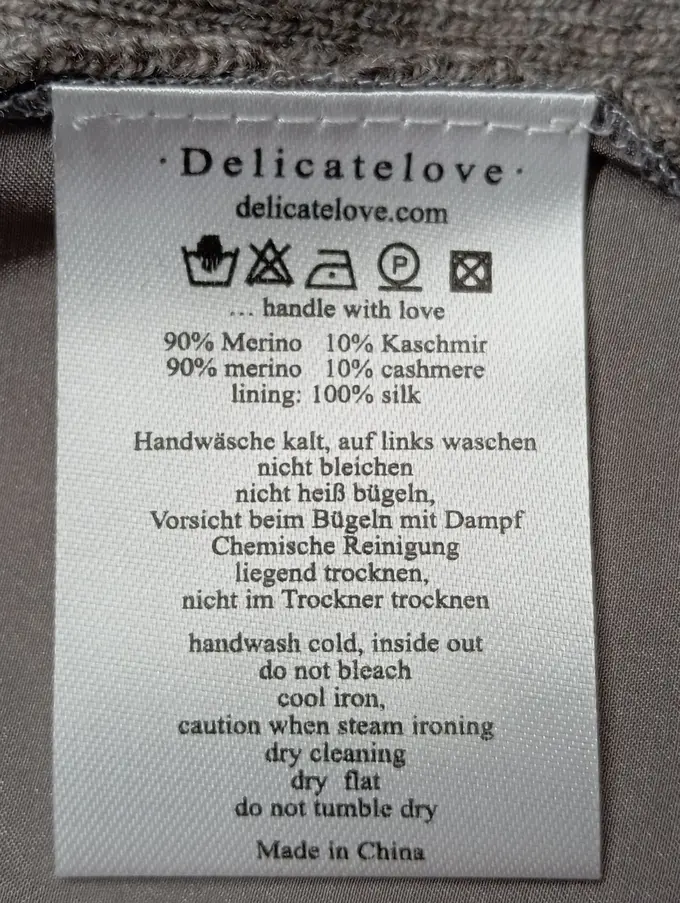 · Delicatelove ·
delicatelove.com
P
... handle with love
90% Merino 10% Kaschmir
90% merino 10% cashmere
lining: 100% silk
Handwäsche kalt, auf links waschen
nicht bleichen
nicht heiß bügeln,
Vorsicht beim Bügeln mit Dampf
Chemische Reinigung
liegend trocknen,
nicht im Trockner trocknen
handwash cold, inside out
do not bleach
cool iron,
caution when steam ironing
dry cleaning
dry flat
do not tumble dry
Made in China